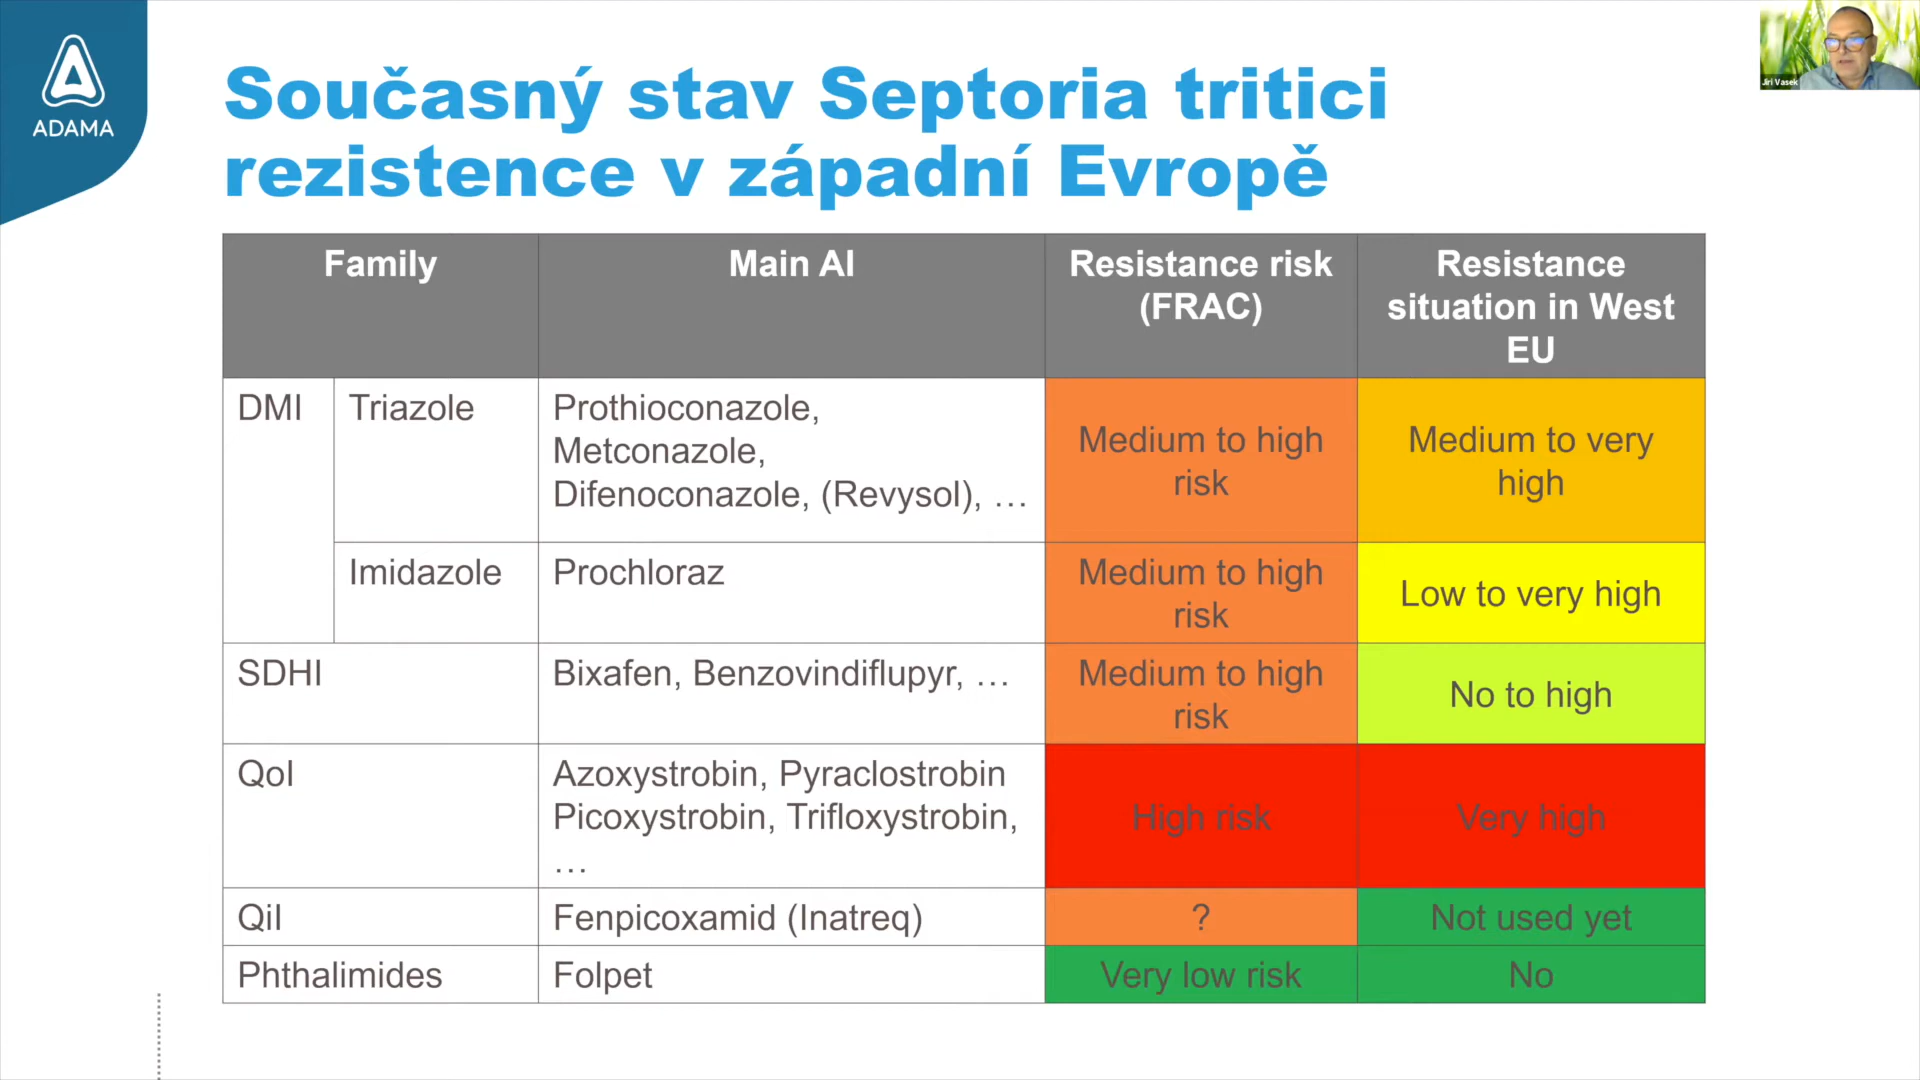 ADAMA
Současný stav Septoria tritici
rezistence v západní Evropě
Jiri Vasek
Family
Main AI
Resistance risk
(FRAC)
Resistance
situation in West
EU
DMI
Triazole
Prothioconazole,
Metconazole,
Difenoconazole, (Revysol), …
Medium to high
risk
Medium to very
high
Imidazole
Prochloraz
Medium to high
risk
Low to very high
SDHI
Bixafen, Benzovindiflupyr, …
Medium to high
risk
No to high
QoI
Azoxystrobin, Pyraclostrobin
Picoxystrobin, Trifloxystrobin,
…
High risk
Very high
QiI
Fenpicoxamid (Inatreq)
?
Not used yet
Phthalimides
Folpet
Very low risk
No